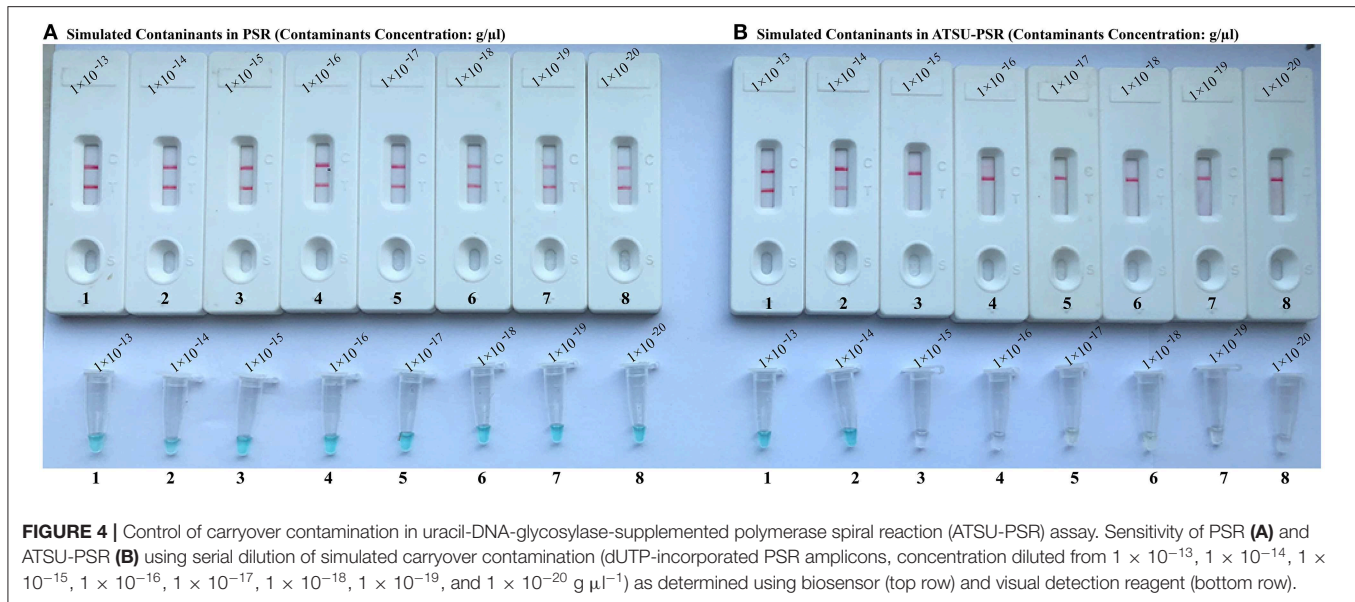 A Simulated Contaninants in PSR (Contaminants Concentration: g/µl)
1×10⁻¹³ 1×10⁻¹⁴ 1×10⁻¹⁵ 1×10⁻¹⁶ 1×10⁻¹⁷ 1×10⁻¹⁸ 1×10⁻¹⁹ 1×10⁻²⁰
C C C C C C C C
T T T T T T T T
S S S S S S S S
1 2 3 4 5 6 7 8
1×10⁻¹³ 1×10⁻¹⁴ 1×10⁻¹⁵ 1×10⁻¹⁶ 1×10⁻¹⁷ 1×10⁻¹⁸ 1×10⁻¹⁹ 1×10⁻²⁰
1 2 3 4 5 6 7 8
B Simulated Contaninants in ATSU-PSR (Contaminants Concentration: g/µl)
1×10⁻¹³ 1×10⁻¹⁴ 1×10⁻¹⁵ 1×10⁻¹⁶ 1×10⁻¹⁷ 1×10⁻¹⁸ 1×10⁻¹⁹ 1×10⁻²⁰
C C C C C C C C
T T T T T T T T
S S S S S S S S
1 2 3 4 5 6 7 8
1×10⁻¹³ 1×10⁻¹⁴ 1×10⁻¹⁵ 1×10⁻¹⁶ 1×10⁻¹⁷ 1×10⁻¹⁸ 1×10⁻¹⁹ 1×10⁻²⁰
1 2 3 4 5 6 7 8
FIGURE 4 | Control of carryover contamination in uracil-DNA-glycosylase-supplemented polymerase spiral reaction (ATSU-PSR) assay. Sensitivity of PSR (A) and
ATSU-PSR (B) using serial dilution of simulated carryover contamination (dUTP-incorporated PSR amplicons, concentration diluted from 1 × 10⁻¹³, 1 × 10⁻¹⁴, 1 ×
10⁻¹⁵, 1 × 10⁻¹⁶, 1 × 10⁻¹⁷, 1 × 10⁻¹⁸, 1 × 10⁻¹⁹, and 1 × 10⁻²⁰ g µl⁻¹) as determined using biosensor (top row) and visual detection reagent (bottom row).